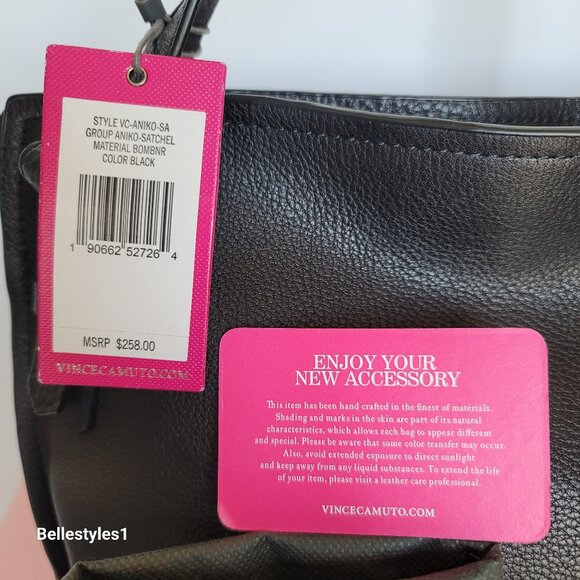 STYLE VC-ANIKO-SA
GROUP ANIKO-SATCHEL
MATERIAL BOMBNR
COLOR BLACK
1 90662 52726 4
MSRP $258.00
VINCECAMUTO.COM
ENJOY YOUR
NEW ACCESSORY
This item has been hand crafted in the finest of materials.
Shading and marks in the skin are part of its natural
characteristics, which allows each bag to appear different
and special. Please be aware that some color transfer may occur.
Also, avoid extended exposure to direct sunlight
and keep away from any liquid substances. To extend the life
of your item, please visit a leather care professional.
VINCECAMUTO.COM
Bellestyles1